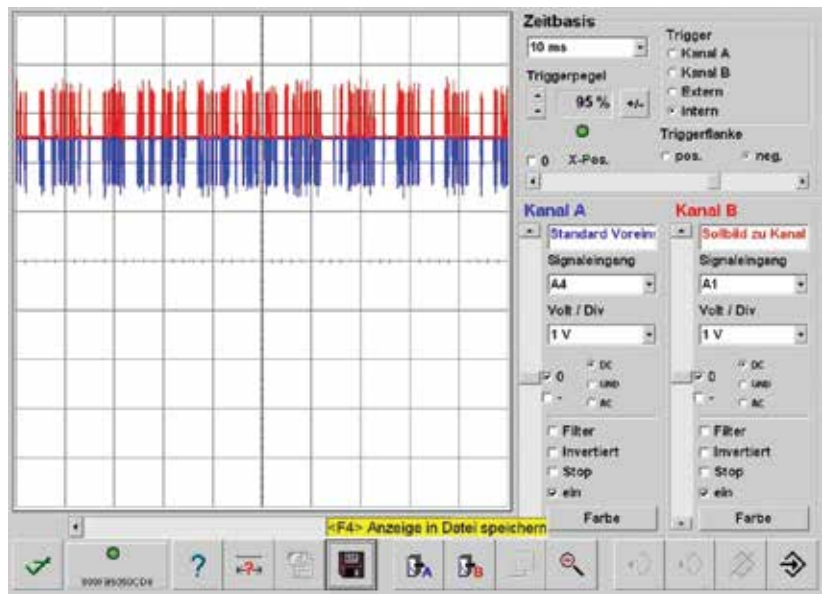 Zeitbasis
10 ms
Trigger
Kanal A
Kanal B
Extern
Intern
Triggerpegel
95 %
+/-
Triggerflanke
0 X-Pos.
pos. neg.
Kanal A
Kanal B
Standard Vorein
Sollbild zu Kanal
Signaleingang
Signaleingang
A4
A1
Volt / Div
Volt / Div
1 V
1 V
0
DC
GND
-
AC
0
DC
GND
-
AC
Filter
Filter
Invertiert
Invertiert
Stop
Stop
ein
ein
Farbe
Farbe
<F4> Anzeige in Datei speichern
?
?
A
B